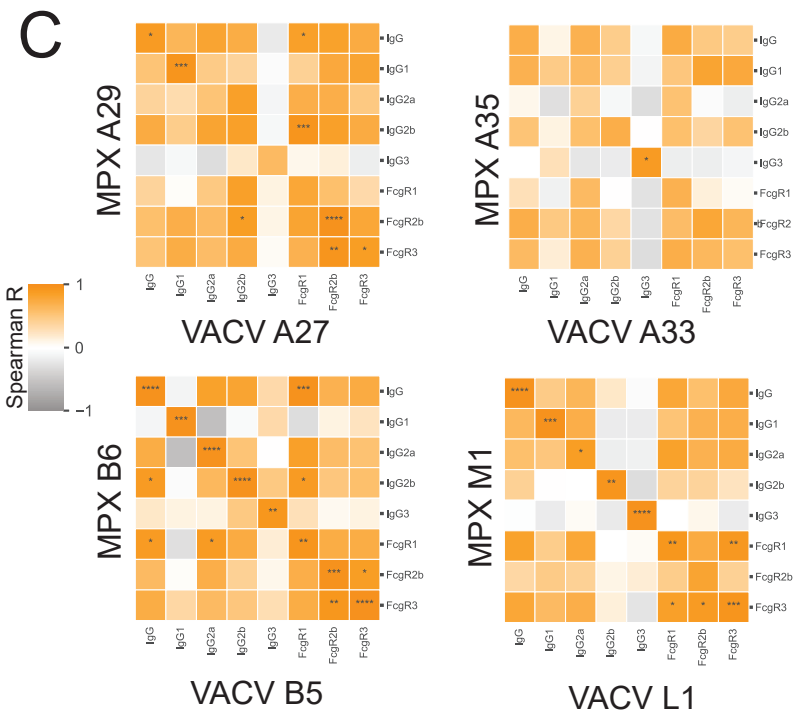 C
MPX A29
* *
IgG
***
IgG1
IgG2a
***
IgG2b
IgG3
FcgR1
* ****
FcgR2b
** *
FcgR3
IgG IgG1 IgG2a IgG2b IgG3 FcgR1 FcgR2b FcgR3
VACV A27
MPX A35
IgG
IgG1
IgG2a
IgG2b
*
IgG3
FcgR1
FcgR2
FcgR3
IgG IgG1 IgG2a IgG2b IgG3 FcgR1 FcgR2b FcgR3
VACV A33
Spearman R
1
0
−1
MPX B6
**** ***
IgG
***
IgG1
****
IgG2a
* **** *
IgG2b
**
IgG3
* * **
FcgR1
*** *
FcgR2b
** ****
FcgR3
IgG IgG1 IgG2a IgG2b IgG3 FcgR1 FcgR2b FcgR3
VACV B5
MPX M1
****
IgG
***
IgG1
*
IgG2a
**
IgG2b
****
IgG3
** **
FcgR1
FcgR2b
* * ***
FcgR3
IgG IgG1 IgG2a IgG2b IgG3 FcgR1 FcgR2b FcgR3
VACV L1